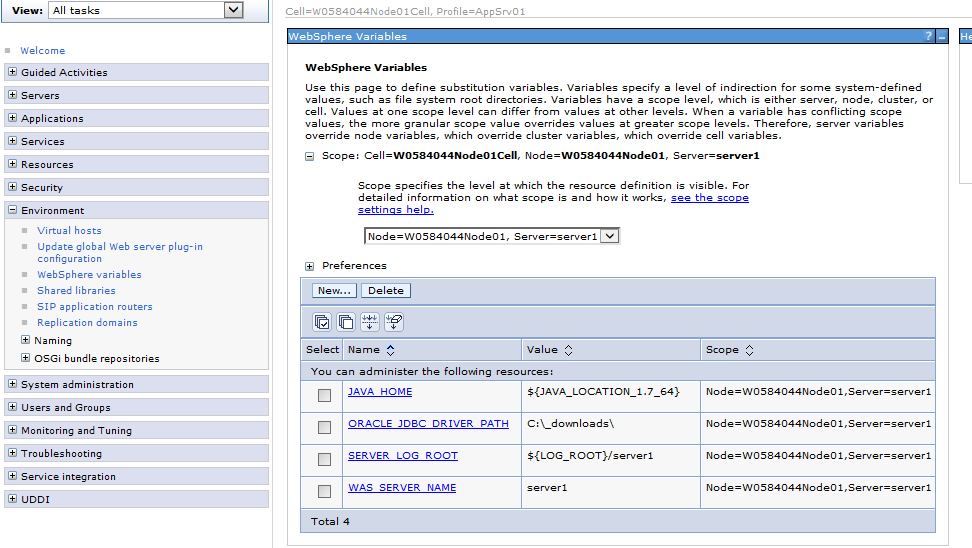 View: All tasks
Welcome
Guided Activities
Servers
Applications
Services
Resources
Security
Environment
Virtual hosts
Update global Web server plug-in
configuration
WebSphere variables
Shared libraries
SIP application routers
Replication domains
Naming
OSGi bundle repositories
System administration
Users and Groups
Monitoring and Tuning
Troubleshooting
Service integration
UDDI
Cell=W0584044Node01Cell, Profile=AppSrv01
WebSphere Variables ? _
He
WebSphere Variables
Use this page to define substitution variables. Variables specify a level of indirection for some system-defined
values, such as file system root directories. Variables have a scope level, which is either server, node, cluster, or
cell. Values at one scope level can differ from values at other levels. When a variable has conflicting scope
values, the more granular scope value overrides values at greater scope levels. Therefore, server variables
override node variables, which override cluster variables, which override cell variables.
Scope: Cell=W0584044Node01Cell, Node=W0584044Node01, Server=server1
Scope specifies the level at which the resource definition is visible. For
detailed information on what scope is and how it works, see the scope
settings help.
Node=W0584044Node01, Server=server1
Preferences
New... Delete
Select Name Value Scope
You can administer the following resources:
JAVA_HOME ${JAVA_LOCATION_1.7_64} Node=W0584044Node01,Server=server1
ORACLE_JDBC_DRIVER_PATH C:\_downloads\ Node=W0584044Node01,Server=server1
SERVER_LOG_ROOT ${LOG_ROOT}/server1 Node=W0584044Node01,Server=server1
WAS_SERVER_NAME server1 Node=W0584044Node01,Server=server1
Total 4